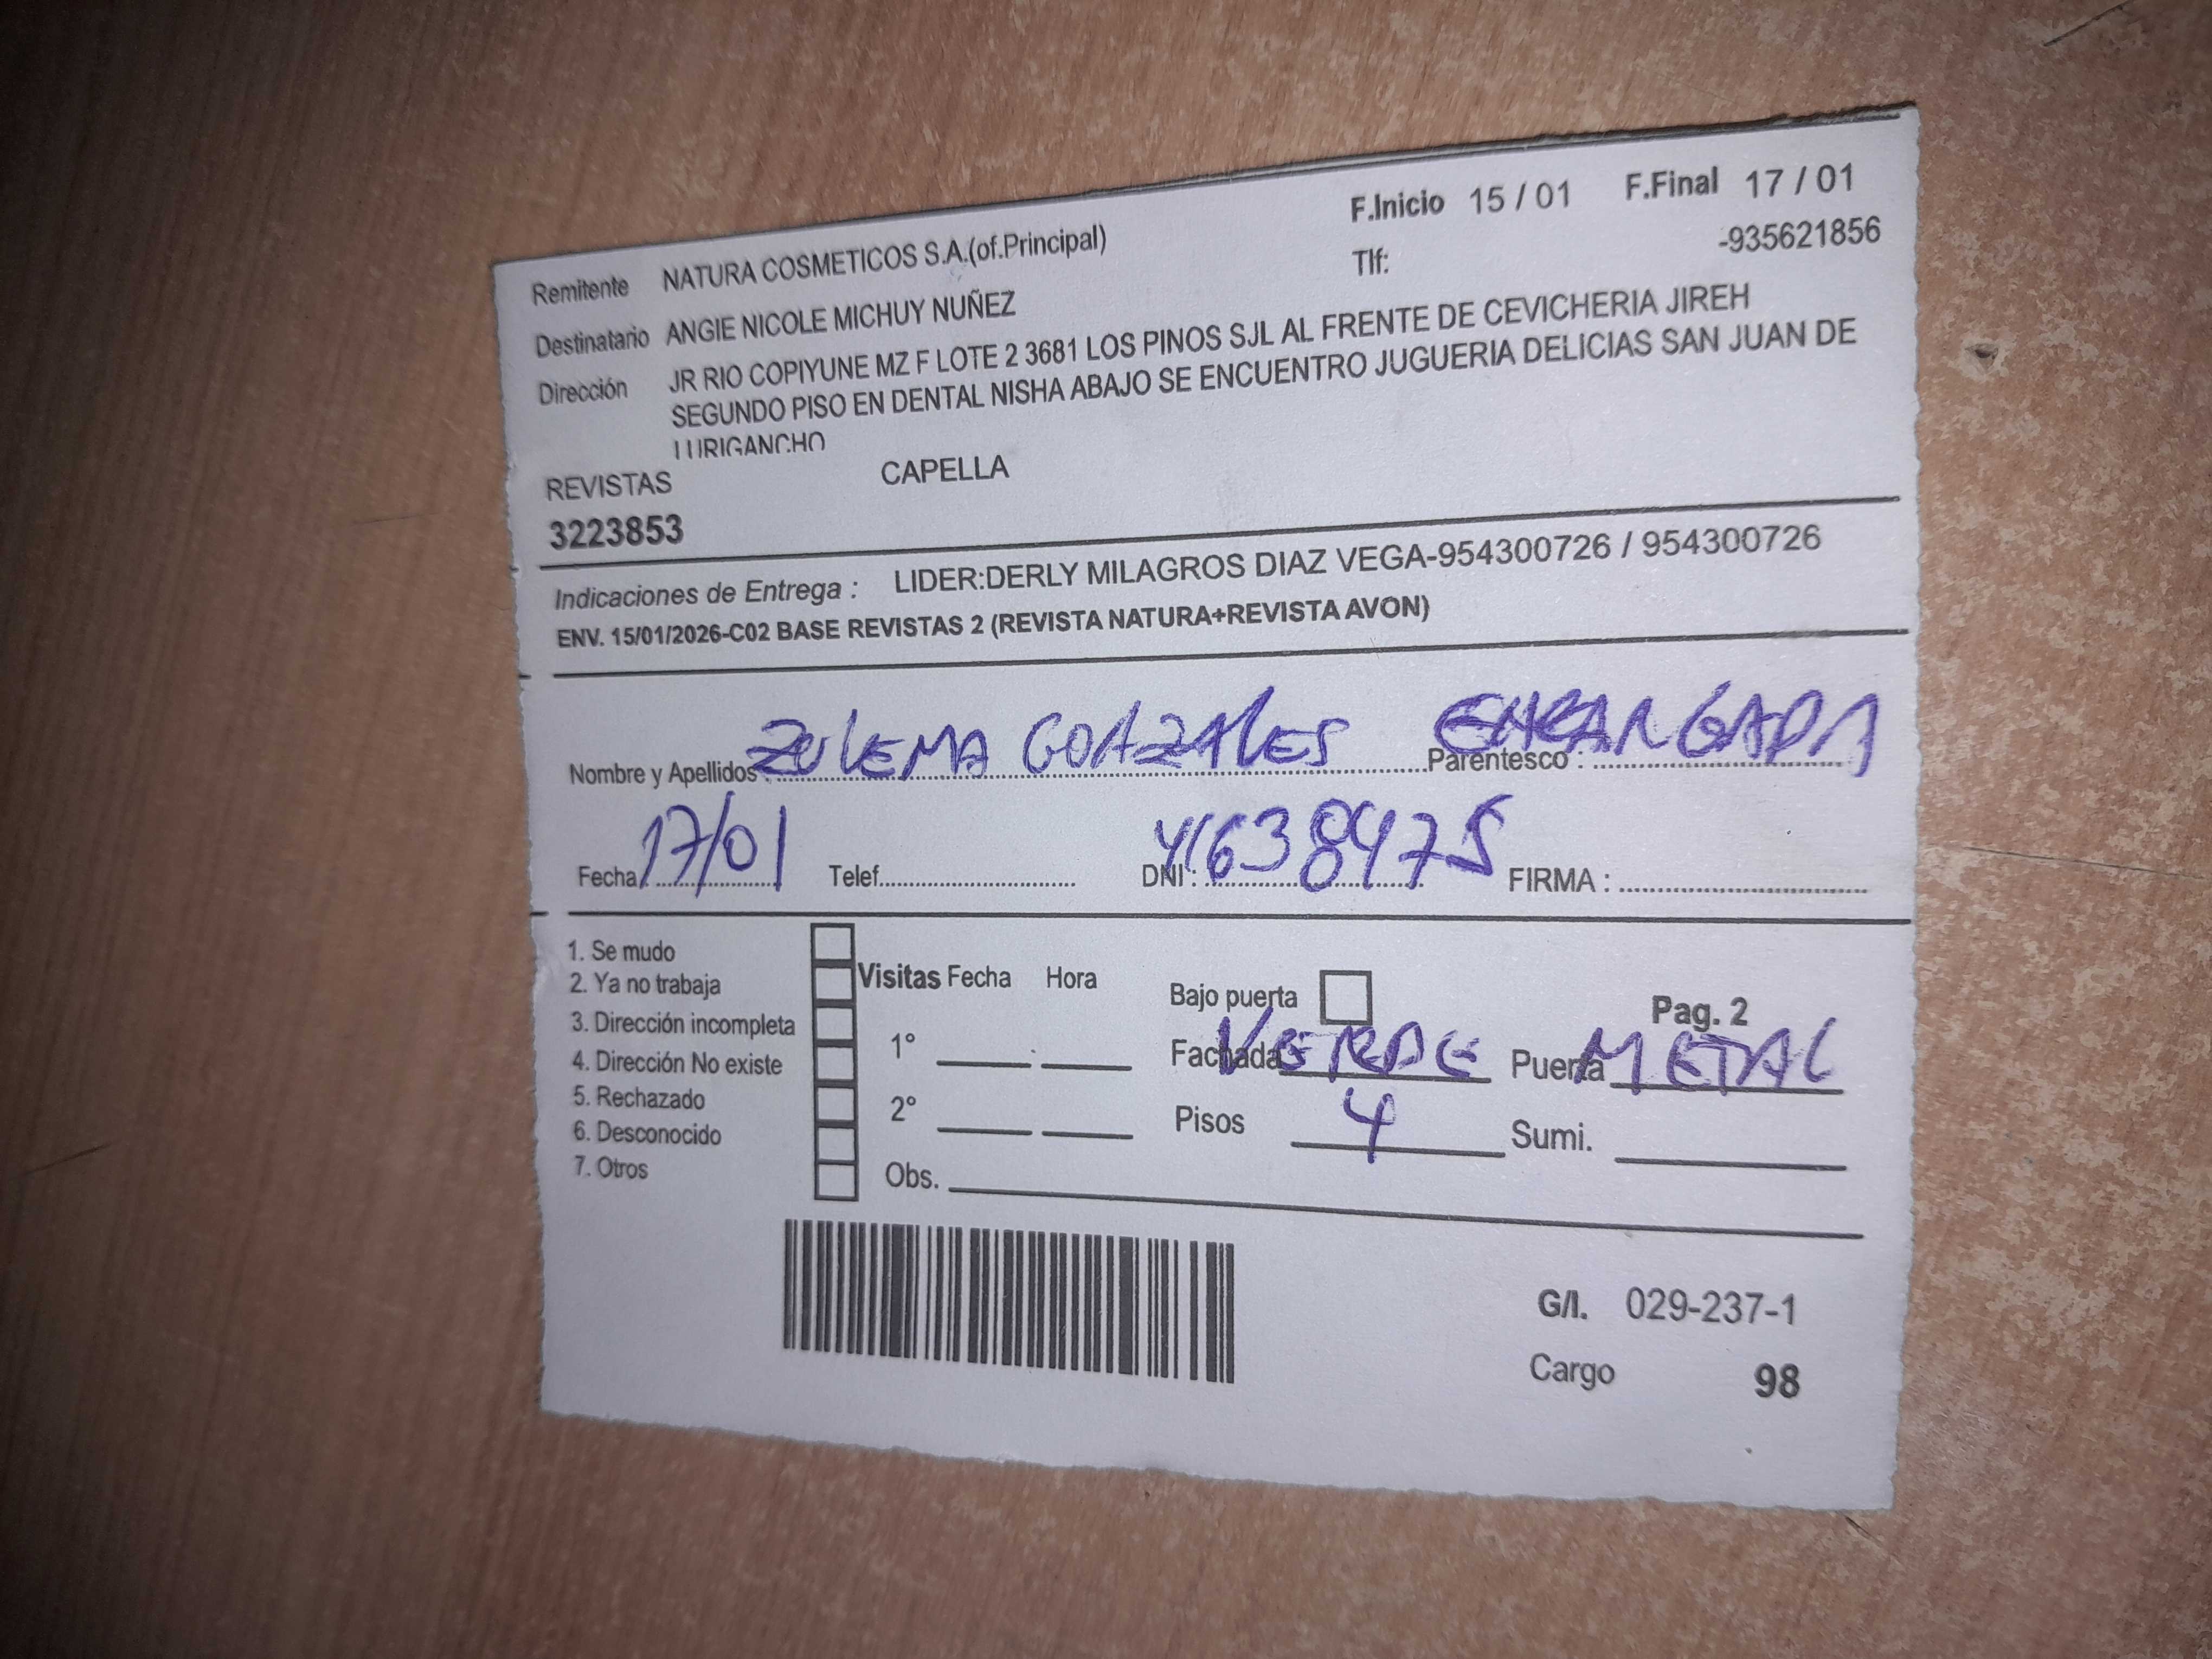 F.Inicio 15 / 01 F.Final 17 / 01
Remitente NATURA COSMETICOS S.A.(of.Principal) Tlf: -935621856
Destinatario ANGIE NICOLE MICHUY NUÑEZ
Dirección JR RIO COPIYUNE MZ F LOTE 2 3681 LOS PINOS SJL AL FRENTE DE CEVICHERIA JIREH
SEGUNDO PISO EN DENTAL NISHA ABAJO SE ENCUENTRO JUGUERIA DELICIAS SAN JUAN DE
LURIGANCHO
REVISTAS CAPELLA
3223853
Indicaciones de Entrega : LIDER:DERLY MILAGROS DIAZ VEGA-954300726 / 954300726
ENV. 15/01/2026-C02 BASE REVISTAS 2 (REVISTA NATURA+REVISTA AVON)
Nombre y Apellidos : ZULEMA GONZALES Parentesco : ENCARGADA
Fecha 17/01 Telef. DNI : 41638475 FIRMA :
1. Se mudo
2. Ya no trabaja
3. Dirección incompleta
4. Dirección No existe
5. Rechazado
6. Desconocido
7. Otros
Visitas Fecha Hora
1°
2°
Obs.
Bajo puerta Pag. 2
Fachada VERDE Puerta METAL
Pisos 4 Sumi.
G/I. 029-237-1
Cargo 98